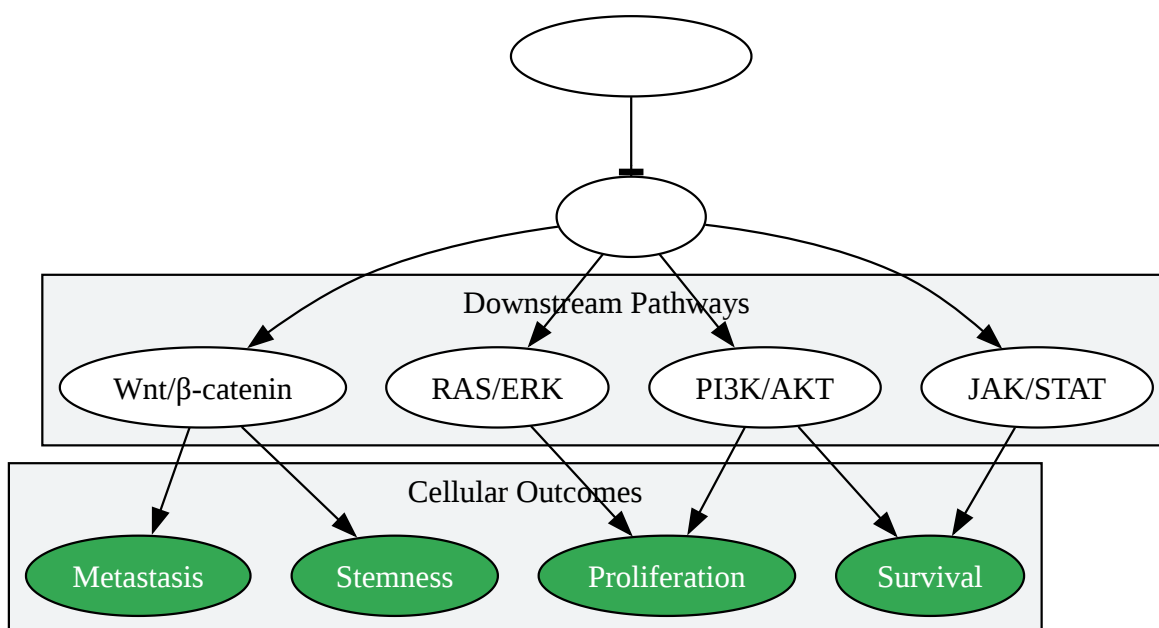 Downstream Pathways
Wnt/β-catenin
RAS/ERK
PI3K/AKT
JAK/STAT
Cellular Outcomes
Metastasis
Stemness
Proliferation
Survival